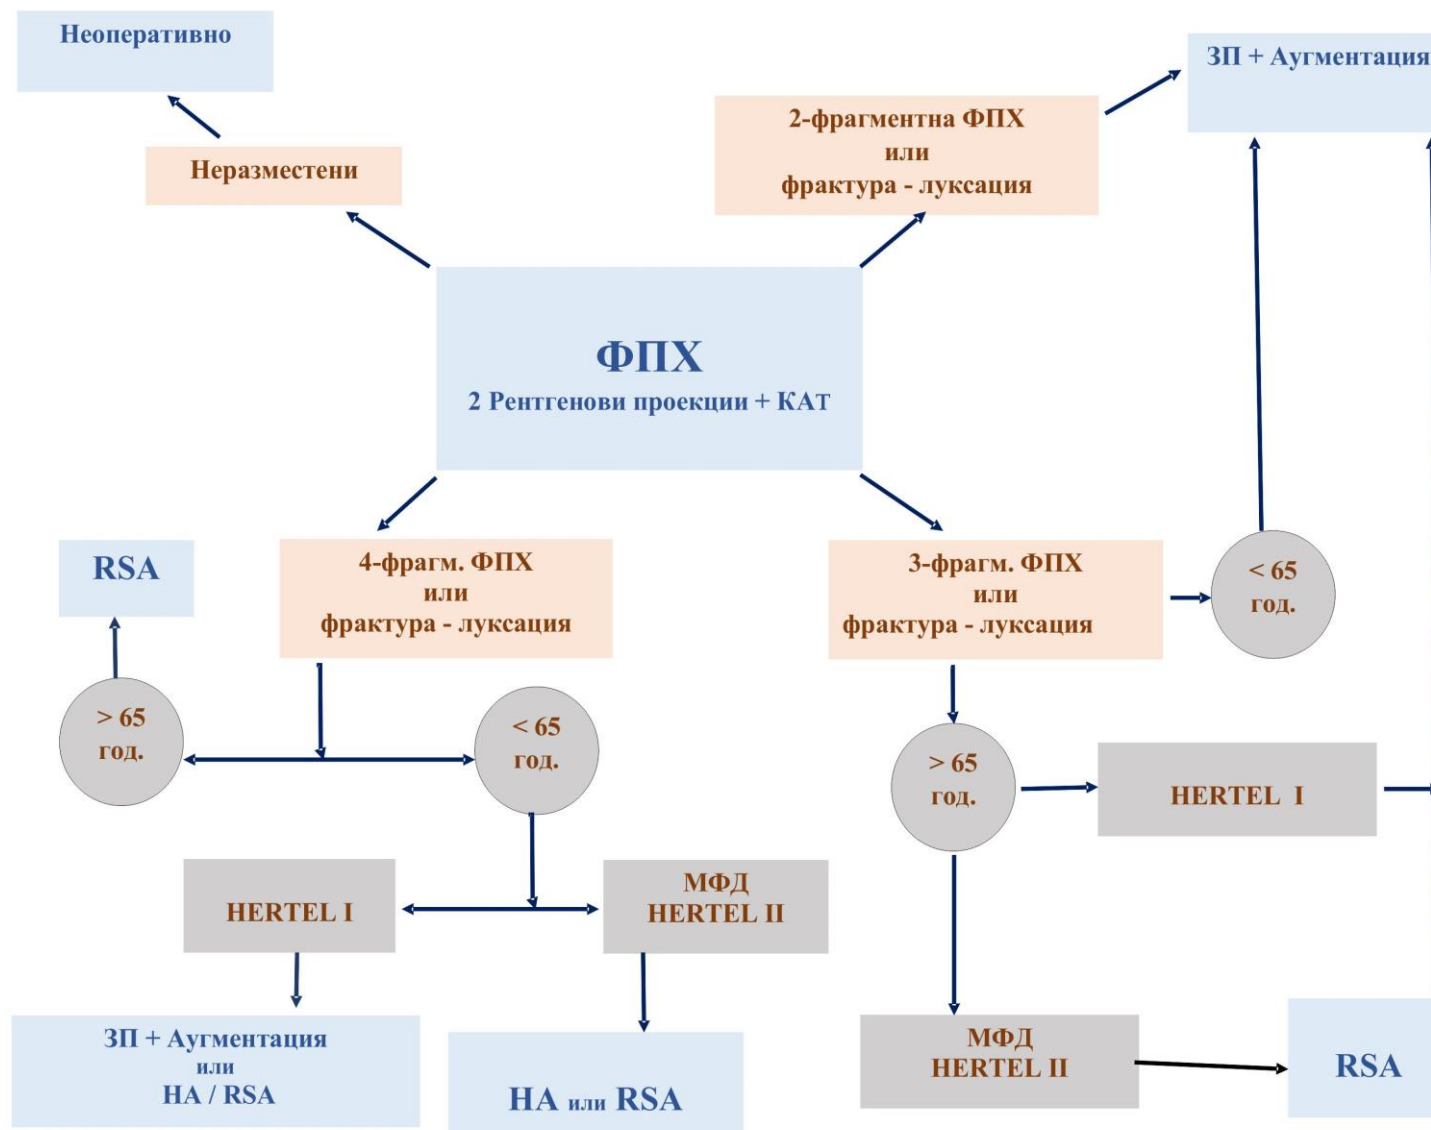 Неоперативно
ЗП + Аугментация
2-фрагментна ФПХ
или
фрактура - луксация
Неразместени
ФПХ
2 Рентгенови проекции + КАТ
RSA
4-фрагм. ФПХ
или
фрактура - луксация
3-фрагм. ФПХ
или
фрактура - луксация
< 65
год.
> 65
год.
< 65
год.
> 65
год.
HERTEL I
HERTEL I
МФД
HERTEL II
ЗП + Аугментация
или
HA / RSA
HA или RSA
МФД
HERTEL II
RSA